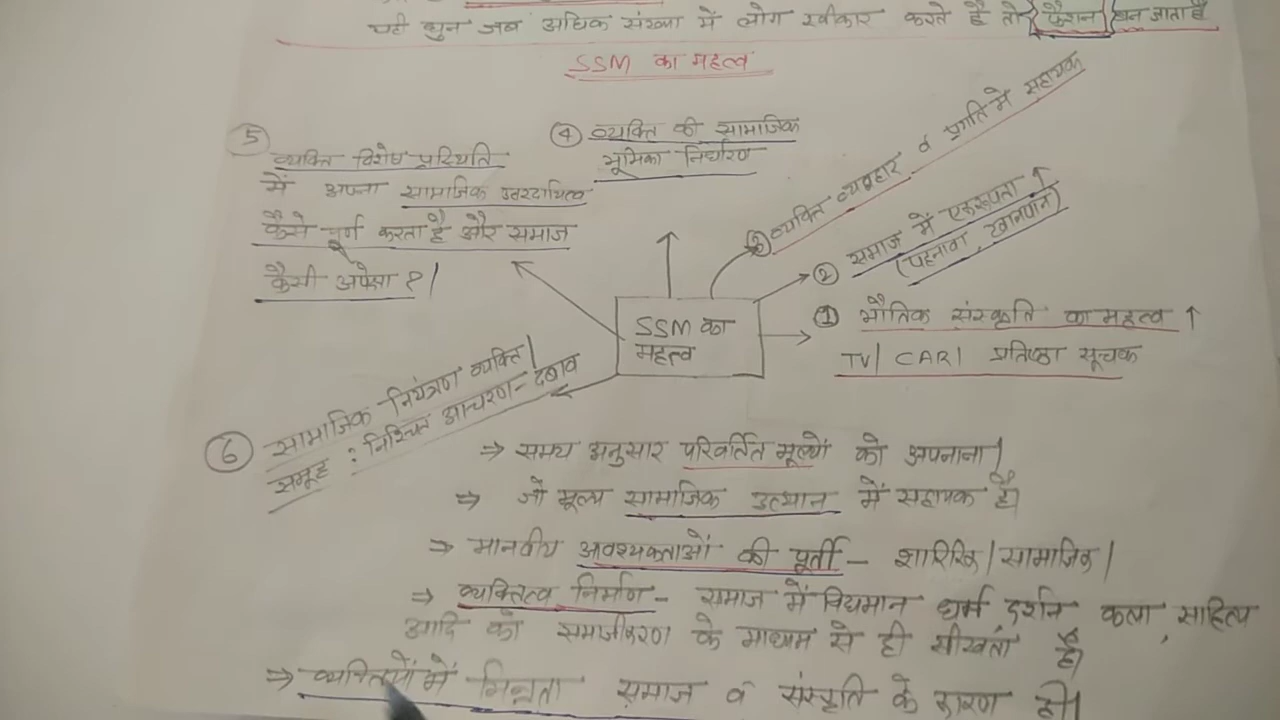 यही धुन जब अधिक संख्या में लोग स्वीकार करते हैं तो फैशन बन जाता है
SSM का महत्व
⑤ व्यक्ति विशेष परिस्थति
में अपना सामाजिक उत्तरदायित्व
कैसे पूर्ण करता है और समाज
कैसी अपेक्षा ?|
④ व्यक्ति की सामाजिक
भूमिका निर्धारण
③ व्यक्ति व्यवहार व प्रगति में सहायक
② समाज में एकरूपता ↑
(पहनावा, खानपान)
① भौतिक संस्कृति का महत्व ↑
TV| CAR| प्रतिष्ठा सूचक
SSM का
महत्व
⑥ सामाजिक नियंत्रण व्यक्ति|
समूह : निश्चित आचरण - दबाव
⇒ समय अनुसार परिवर्तित मूल्यों को अपनाना|
⇒ जो मूल्य सामाजिक उत्थान में सहायक है|
⇒ मानवीय आवश्यकताओं की पूर्ती - शारिरिक|सामाजिक|
⇒ व्यक्तित्व निर्माण - समाज में विद्यमान धर्म, दर्शन कला, साहित्य
आदि को समाजीकरण के माध्यम से ही सीखता है|
⇒ व्यक्तियों में भिन्नता समाज व संस्कृति के कारण ही|